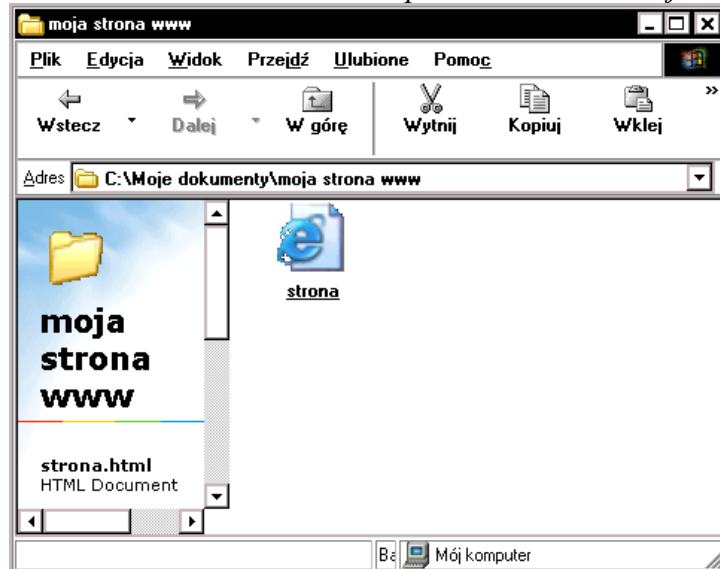 moja strona www
Plik Edycja Widok Przejdź Ulubione Pomoc
Wstecz Dalej W górę Wytnij Kopiuj Wklej »
Adres C:\Moje dokumenty\moja strona www
strona
moja
strona
www
strona.html
HTML Document
Mój komputer